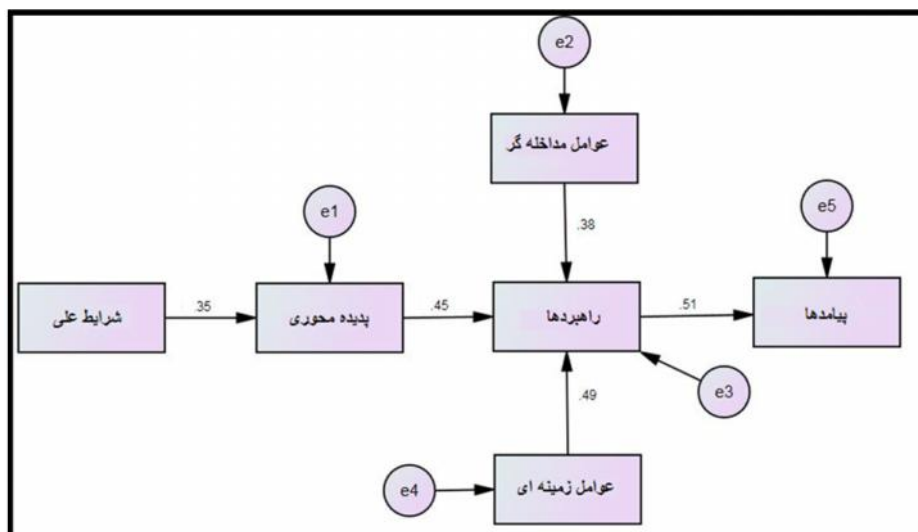 e2
عوامل مداخله گر
e1
.38
e5
شرایط علی
.35
پدیده محوری
.45
راهبردها
.51
پیامدها
.49
e3
e4
عوامل زمینه ای